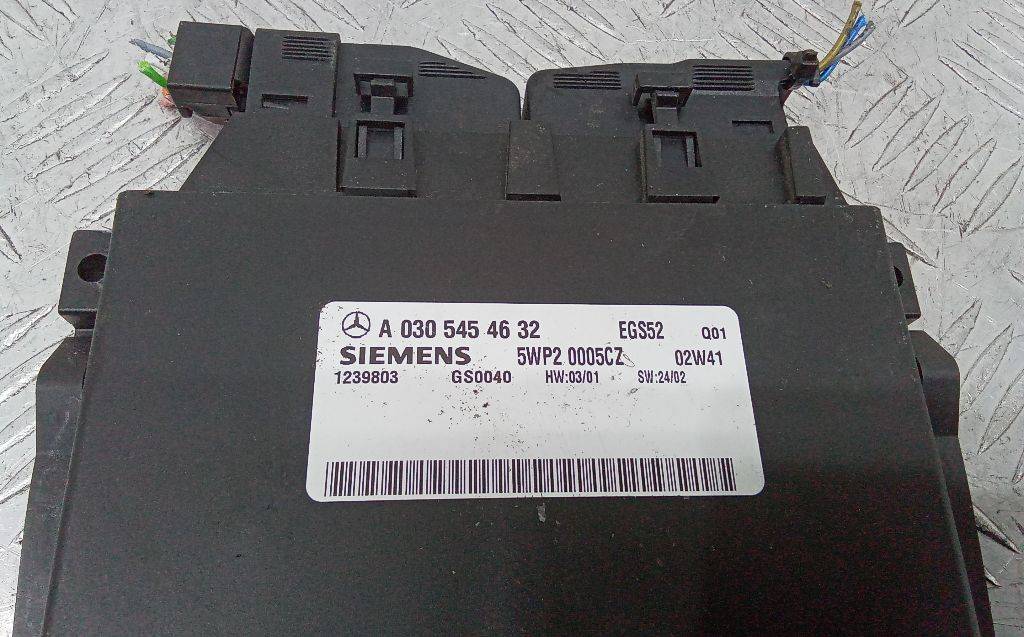 A 030 545 46 32 EGS52 Q01
SIEMENS 5WP2 0005CZ 02W41
1239803 GS0040 HW:03/01 SW:24/02